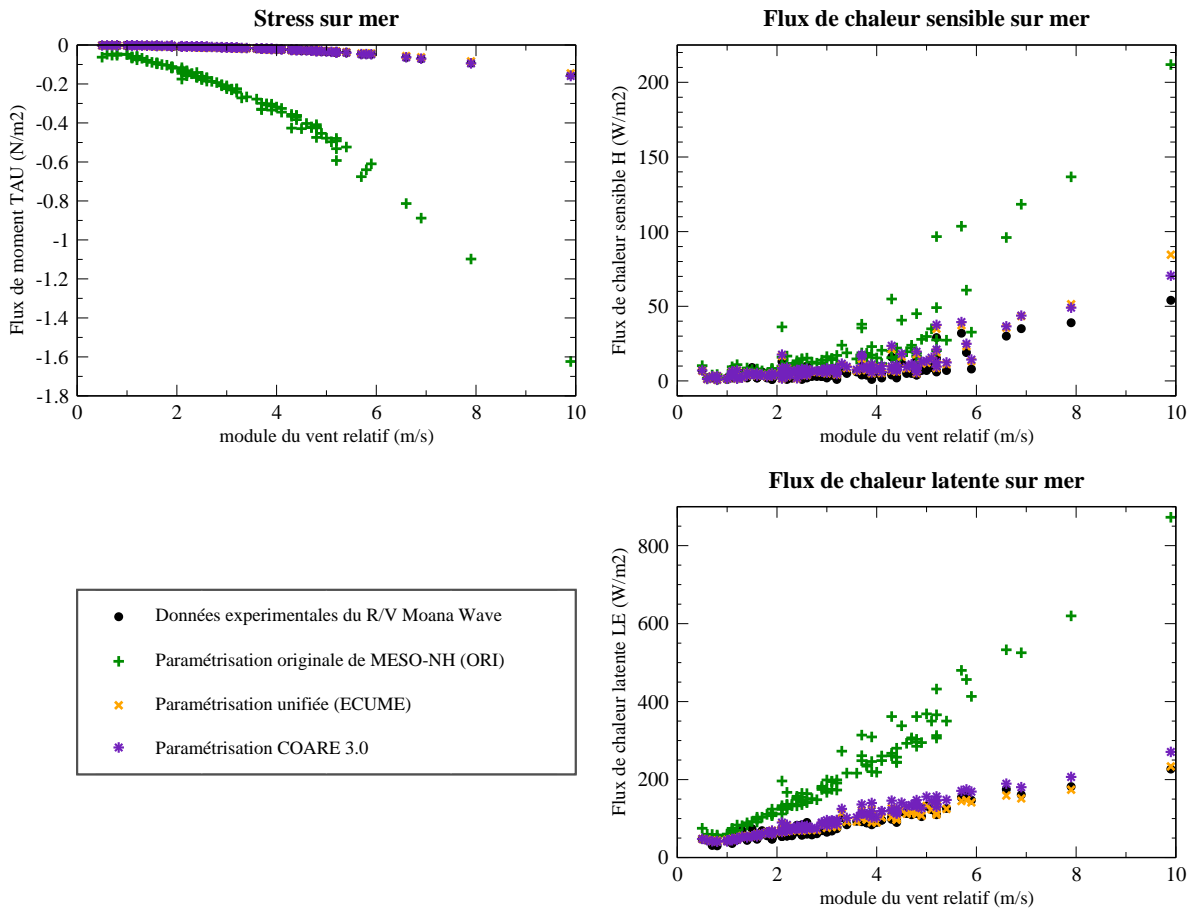 Stress sur mer
0
-0.2
-0.4
-0.6
-0.8
-1
-1.2
-1.4
-1.6
-1.8
Flux de moment TAU (N/m2)
0 2 4 6 8 10
module du vent relatif (m/s)
Flux de chaleur sensible sur mer
200
150
100
50
0
Flux de chaleur sensible H (W/m2)
0 2 4 6 8 10
module du vent relatif (m/s)
Données experimentales du R/V Moana Wave
Paramétrisation originale de MESO-NH (ORI)
Paramétrisation unifiée (ECUME)
Paramétrisation COARE 3.0
Flux de chaleur latente sur mer
800
600
400
200
0
Flux de chaleur latente LE (W/m2)
0 2 4 6 8 10
module du vent relatif (m/s)